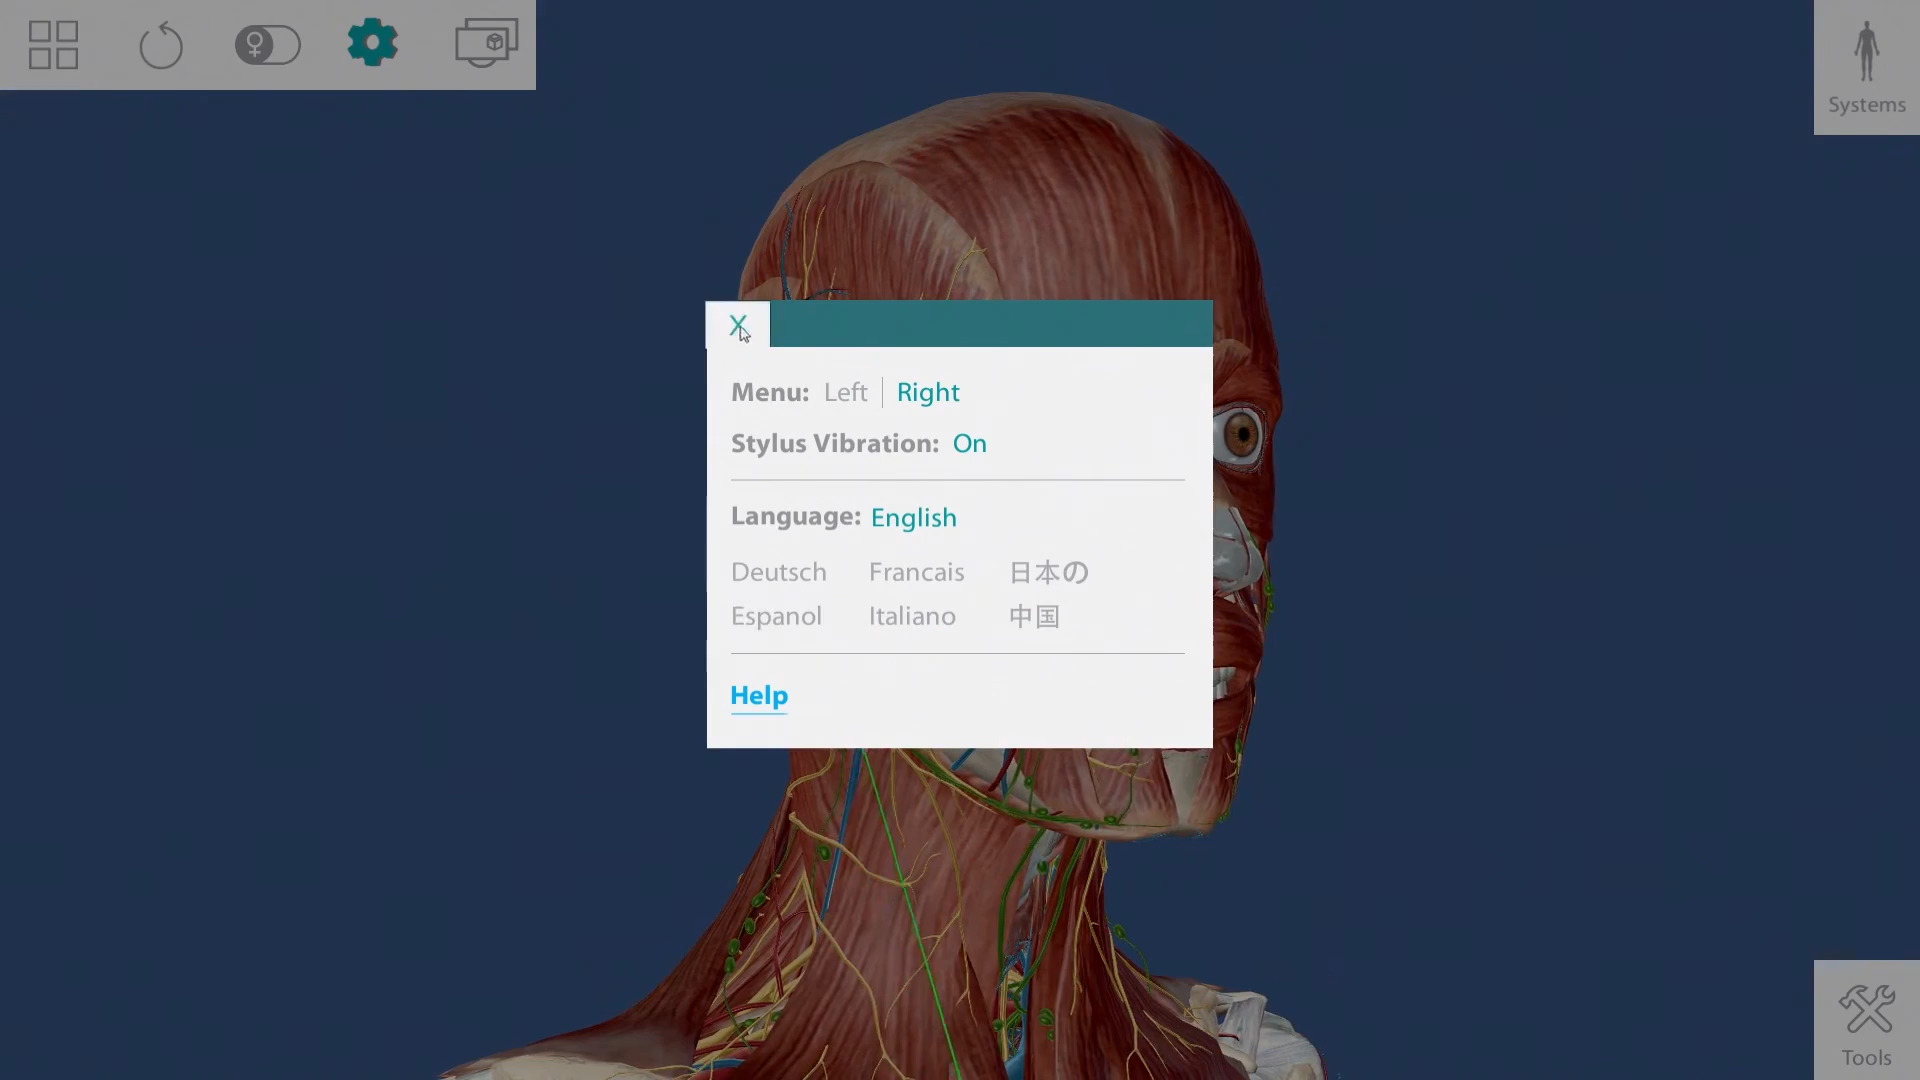 Systems
X
Menu: Left | Right
Stylus Vibration: On
Language: English
Deutsch Francais 日本の
Espanol Italiano 中国
Help
Tools